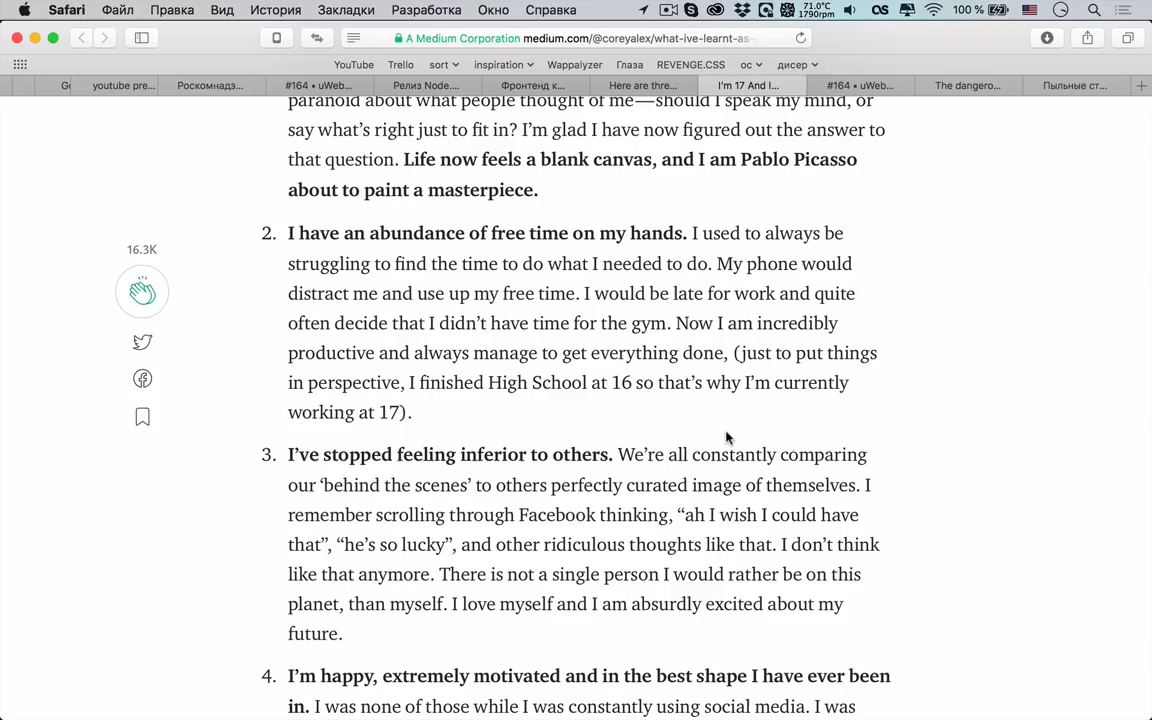 Safari Файл Правка Вид История Закладки Разработка Окно Справка 71.0°C 1790rpm 100 %
A Medium Corporation medium.com/@coreyalex/what-ive-learnt-as-
YouTube Trello sort inspiration Wappalyzer Глаза REVENGE.CSS ос дисер
youtube pre... Роскомнадз... #164 • uWeb... Релиз Node.... Фронтенд к... Here are thre... I'm 17 And I... #164 • uWeb... The dangero... Пыльные ст...
paranoid about what people thought of me—should I speak my mind, or
say what's right just to fit in? I'm glad I have now figured out the answer to
that question. Life now feels a blank canvas, and I am Pablo Picasso
about to paint a masterpiece.
2. I have an abundance of free time on my hands. I used to always be
struggling to find the time to do what I needed to do. My phone would
distract me and use up my free time. I would be late for work and quite
often decide that I didn't have time for the gym. Now I am incredibly
productive and always manage to get everything done, (just to put things
in perspective, I finished High School at 16 so that's why I'm currently
working at 17).
16.3K
3. I've stopped feeling inferior to others. We're all constantly comparing
our 'behind the scenes' to others perfectly curated image of themselves. I
remember scrolling through Facebook thinking, "ah I wish I could have
that", "he's so lucky", and other ridiculous thoughts like that. I don't think
like that anymore. There is not a single person I would rather be on this
planet, than myself. I love myself and I am absurdly excited about my
future.
4. I'm happy, extremely motivated and in the best shape I have ever been
in. I was none of those while I was constantly using social media. I was